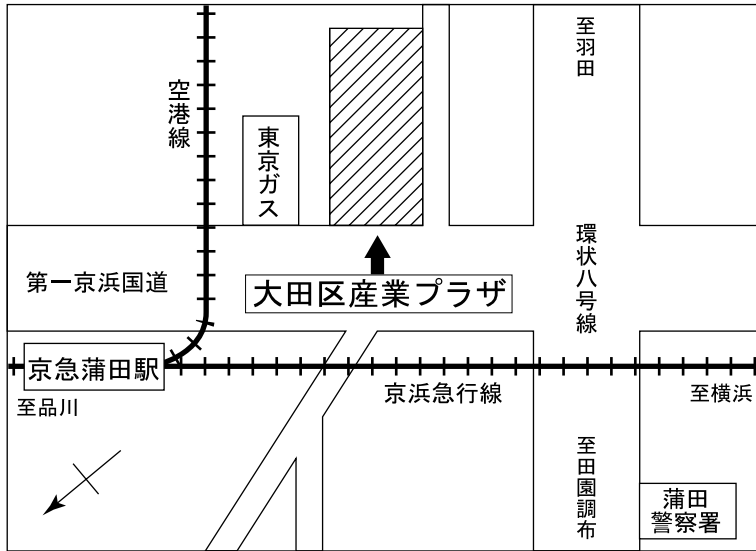 至羽田
空港線
東京ガス
環状八号線
第一京浜国道
大田区産業プラザ
京急蒲田駅
京浜急行線
至品川
至横浜
至田園調布
蒲田
警察署